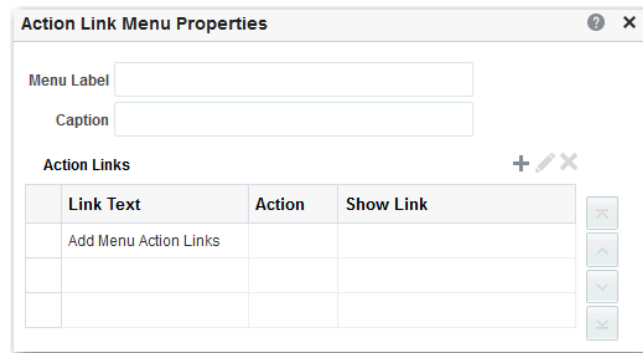 Action Link Menu Properties
Menu Label
Caption
Action Links
Link Text Action Show Link
Add Menu Action Links